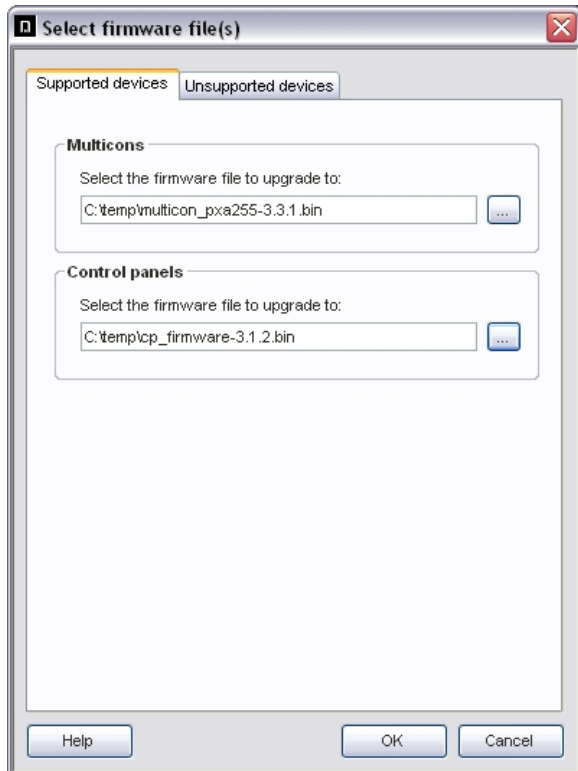 Select firmware file(s)
Supported devices
Unsupported devices
Multicons
Select the firmware file to upgrade to:
C:\temp\multicon_pxa255-3.3.1.bin
...
Control panels
Select the firmware file to upgrade to:
C:\temp\cp_firmware-3.1.2.bin
...
Help
OK
Cancel